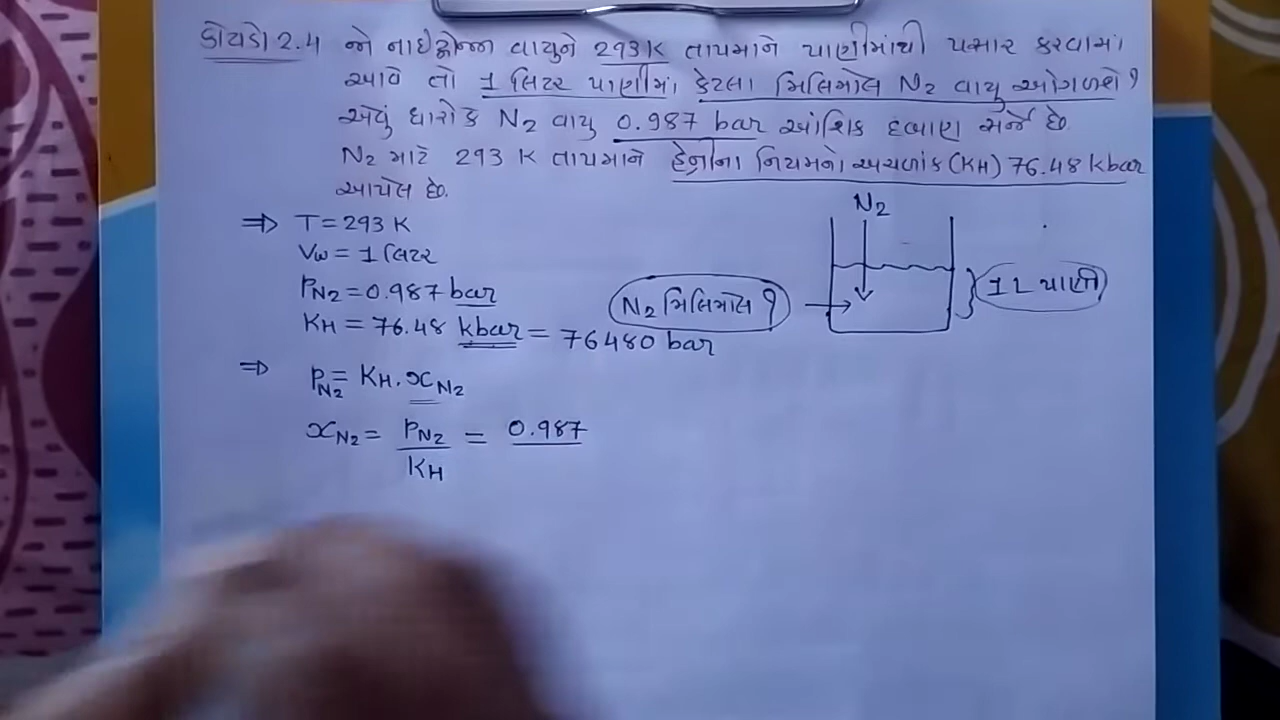 કોયડો 2.4 જો નાઈટ્રોજન વાયુને 293 K તાપમાને પાણીમાંથી પસાર કરવામાં
આવે તો 1 લિટર પાણીમાં કેટલા મિલિમોલ N2 વાયુ ઓગળશે?
એવું ધારોકે N2 વાયુ 0.987 bar આંશિક દબાણ સર્જે છે.
N2 માટે 293 K તાપમાને હેન્રીના નિયમનો અચળાંક (KH) 76.48 kbar
આપેલ છે.
⇒ T = 293 K
Vw = 1 લિટર
PN2 = 0.987 bar
KH = 76.48 kbar = 76480 bar
N2
N2 મિલિમોલ ?
1 L પાણી
⇒ PN2 = KH . xN2
xN2 = PN2 / KH = 0.987